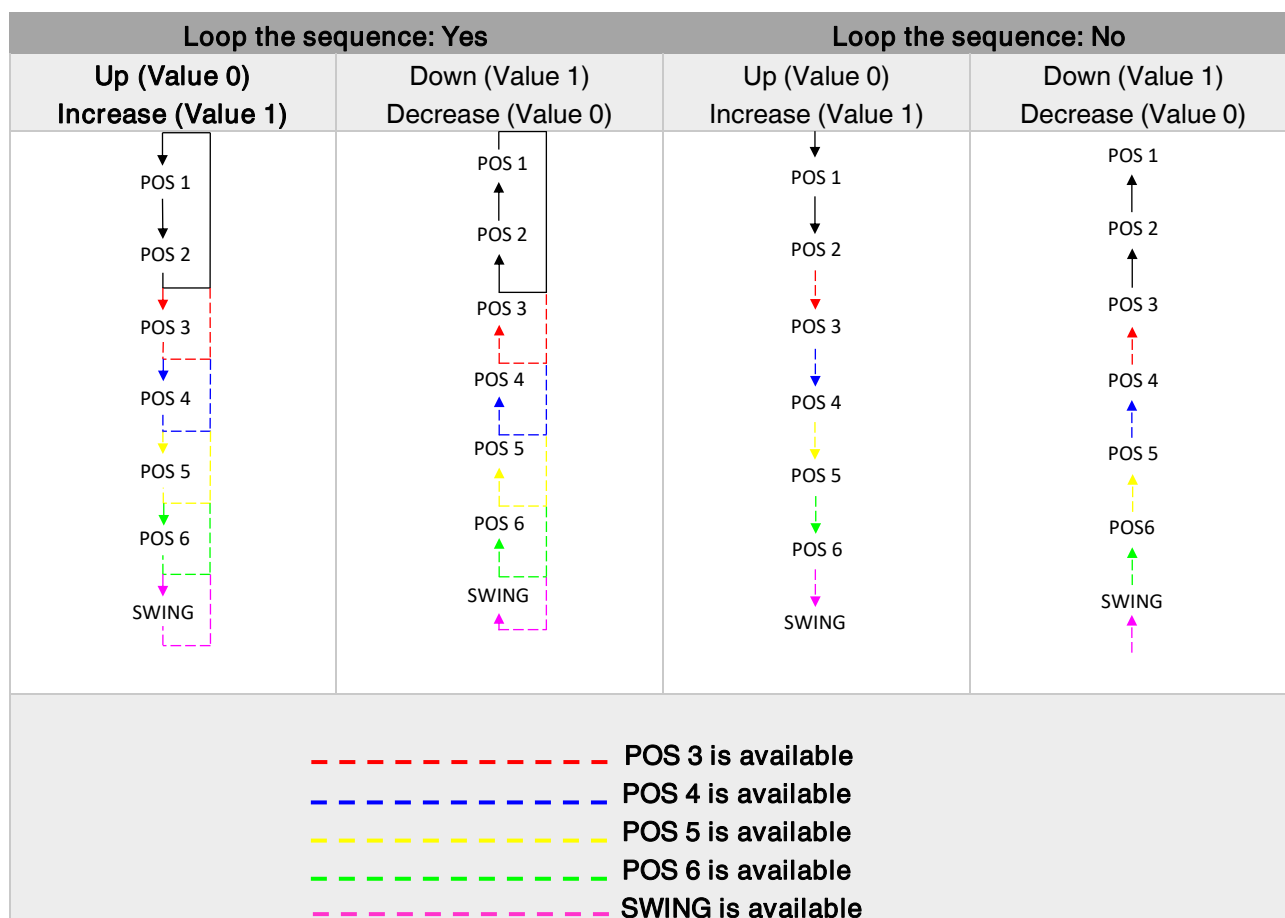 Loop the sequence: Yes
Loop the sequence: No
Up (Value 0)
Increase (Value 1)
Down (Value 1)
Decrease (Value 0)
Up (Value 0)
Increase (Value 1)
Down (Value 1)
Decrease (Value 0)
POS 1
POS 2
POS 3
POS 4
POS 5
POS 6
SWING
POS 1
POS 2
POS 3
POS 4
POS 5
POS 6
SWING
POS 1
POS 2
POS 3
POS 4
POS 5
POS 6
SWING
POS 1
POS 2
POS 3
POS 4
POS 5
POS6
SWING
POS 3 is available
POS 4 is available
POS 5 is available
POS 6 is available
SWING is available